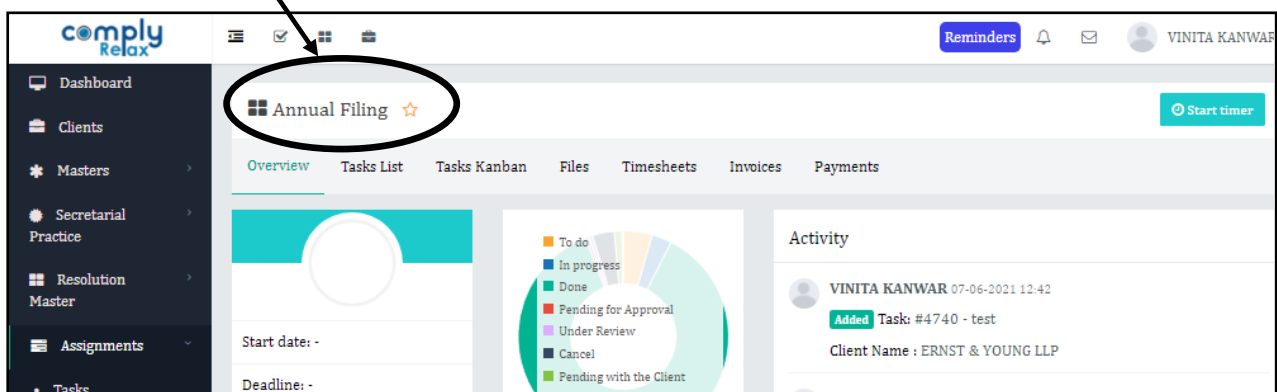 comply
Relax
Reminders
VINITA KANWAR
Dashboard
Annual Filing
Start timer
Clients
Masters
Overview Tasks List Tasks Kanban Files Timesheets Invoices Payments
Secretarial
Practice
Resolution
Master
Assignments
Tasks
To do
In progress
Done
Pending for Approval
Under Review
Cancel
Pending with the Client
Start date: -
Deadline: -
Activity
VINITA KANWAR 07-06-2021 12:42
Added Task: #4740 - test
Client Name : ERNST & YOUNG LLP